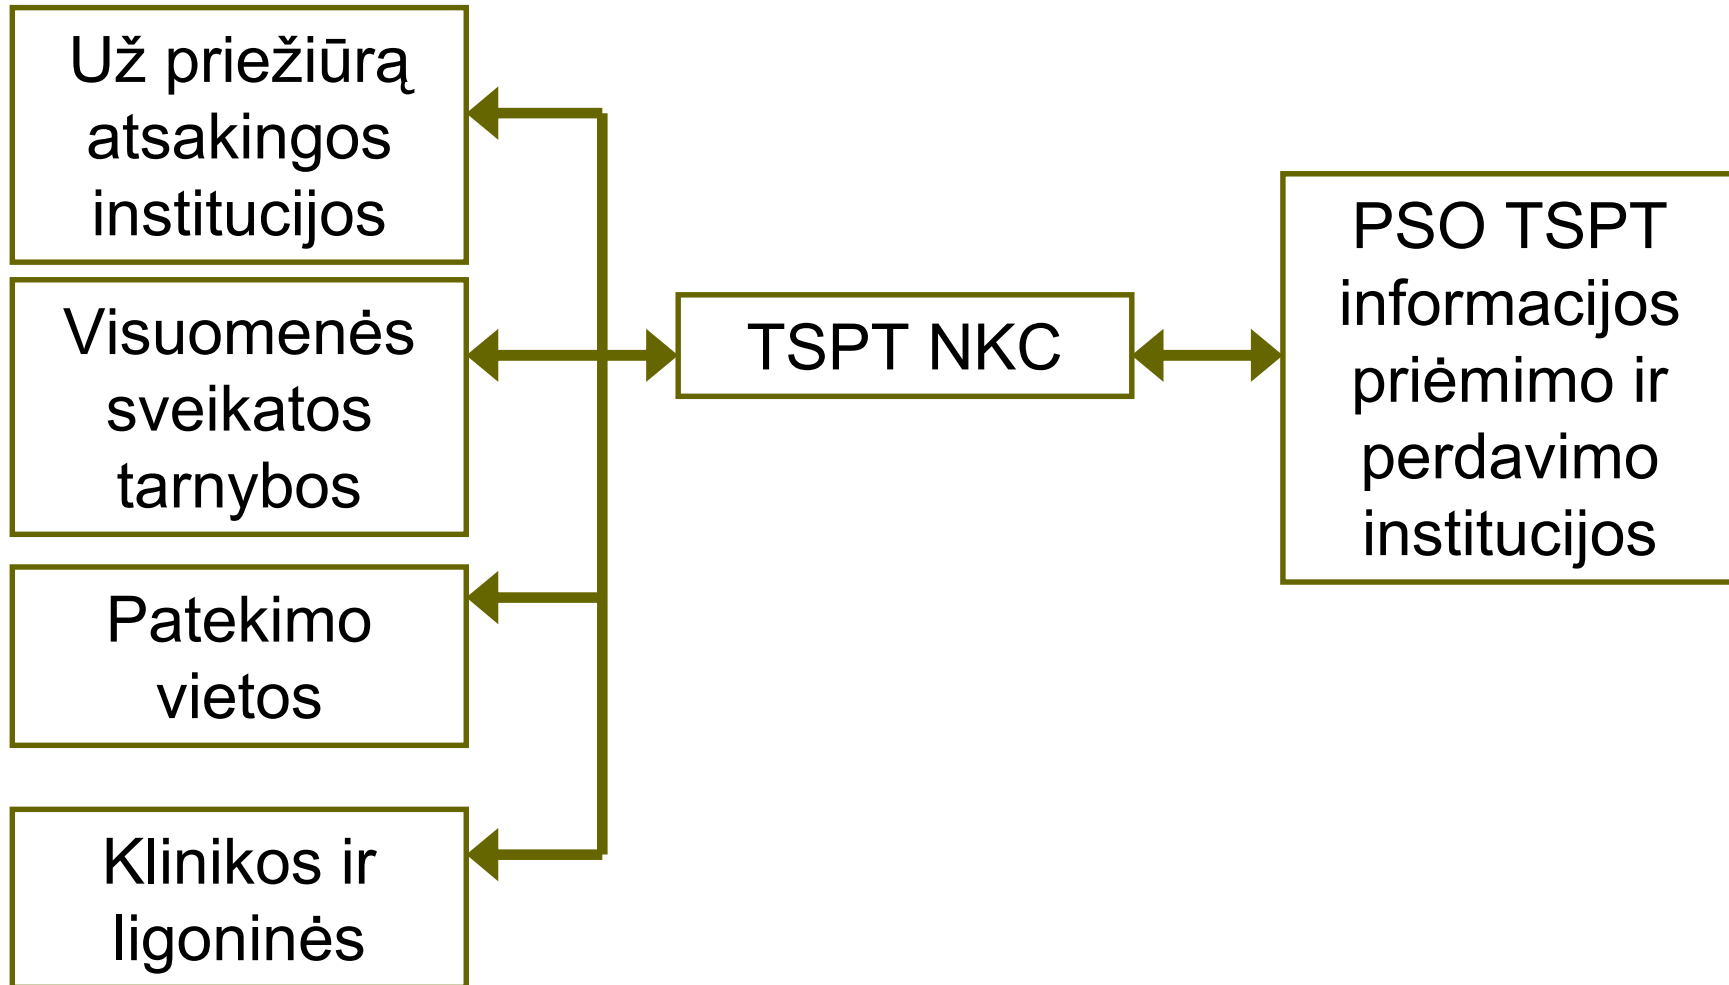 Už priežiūrą
atsakingos
institucijos
Visuomenės
sveikatos
tarnybos
Patekimo
vietos
Klinikos ir
ligoninės
TSPT NKC
PSO TSPT
informacijos
priėmimo ir
perdavimo
institucijos